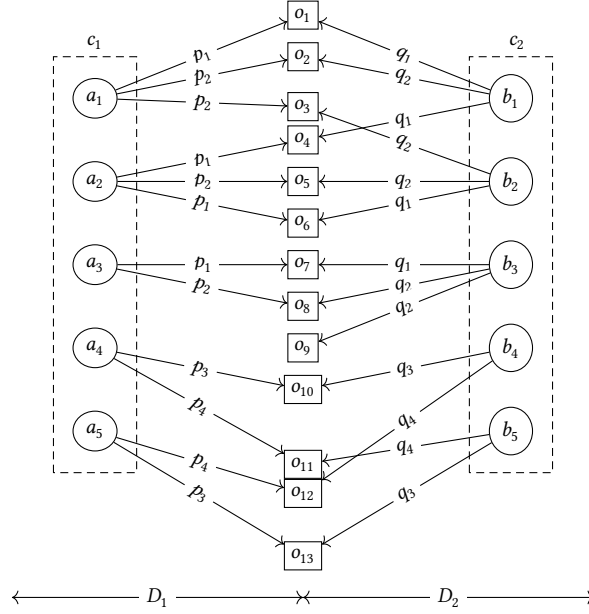 o₁
c₁
c₂
p₁
q₁
o₂
p₂
q₂
a₁
p₂
o₃
b₁
q₁
o₄
q₂
p₁
a₂
p₂
o₅
q₂
b₂
p₁
q₁
o₆
a₃
p₁
o₇
q₁
b₃
p₂
q₂
o₈
q₂
a₄
o₉
b₄
p₃
q₃
o₁₀
p₄
q₄
a₅
b₅
p₄
q₄
o₁₁
p₃
o₁₂
q₃
o₁₃
D₁
D₂